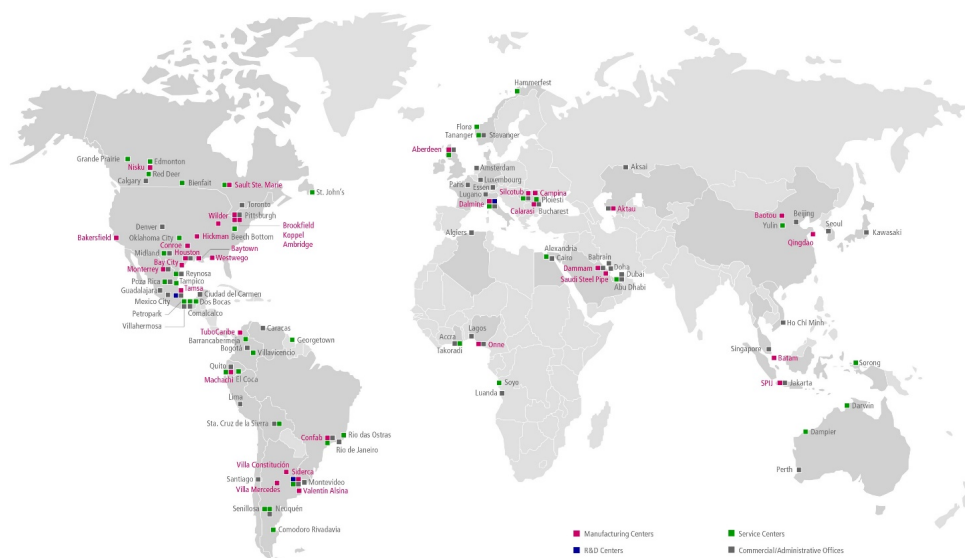 Hammerfest
Florø
Tananger
Stavanger
Aberdeen
Grande Prairie
Edmonton
Nisku
Red Deer
Calgary
Bienfait
Sault Ste. Marie
St. John's
Amsterdam
Luxembourg
Paris
Essen
Lugano
Silcotub
Campina
Ploiesti
Dalmine
Calarasi
Bucharest
Aksai
Aktau
Toronto
Wilder
Pittsburgh
Denver
Brookfield
Koppel
Ambridge
Bakersfield
Oklahoma City
Hickman
Beech Bottom
Conroe
Baytown
Midland
Houston
Westwego
Bay City
Monterrey
Reynosa
Poza Rica
Tampico
Guadalajara
Tamsa
Ciudad del Carmen
Mexico City
Dos Bocas
Petropark
Comalcalco
Villahermosa
Algiers
Alexandria
Cairo
Bahrain
Dammam
Doha
Dubai
Saudi Steel Pipe
Abu Dhabi
Baotou
Beijing
Yulin
Seoul
Kawasaki
Qingdao
TuboCaribe
Caracas
Barrancabermeja
Georgetown
Bogotá
Villavicencio
Quito
Machachi
El Coca
Lima
Accra
Lagos
Takoradi
Onne
Soyo
Luanda
Ho Chi Minh
Singapore
Batam
Sorong
SPIJ
Jakarta
Darwin
Dampier
Perth
Sta. Cruz de la Sierra
Confab
Rio das Ostras
Rio de Janeiro
Villa Constitución
Siderca
Santiago
Montevideo
Villa Mercedes
Valentín Alsina
Senillosa
Neuquén
Comodoro Rivadavia
Manufacturing Centers
Service Centers
R&D Centers
Commercial/Administrative Offices